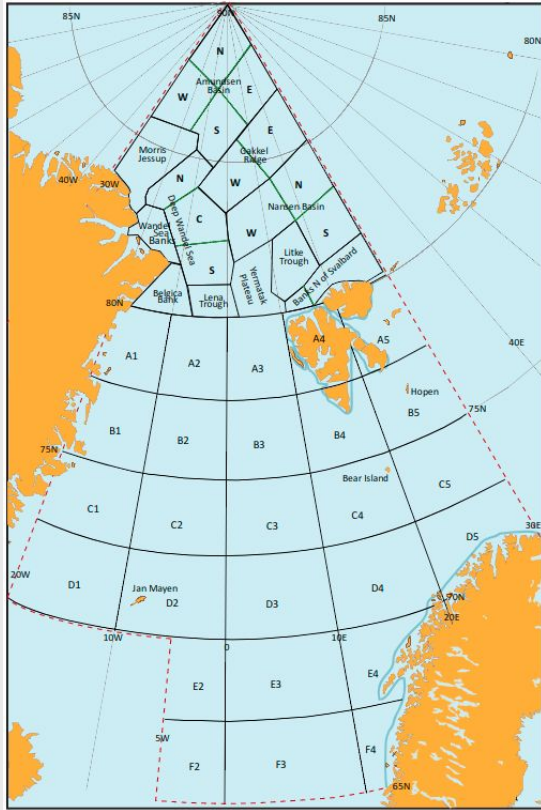 85N
90N
85N
80N
N
Amundsen
Basin
W
E
S
E
Morris
Jessup
Gakkel
Ridge
40W
30W
N
W
N
Nansen Basin
Deep Wandel Sea
C
Wandel
Sea
Banks
W
S
Litke
Trough
S
Yermatak
Plateau
Banks N of Svalbard
Belgica
Bank
Lena
Trough
80N
A1
A2
A3
A4
A5
40E
Hopen
B1
B2
B3
B4
B5
75N
75N
Bear Island
C1
C2
C3
C4
C5
D5
30E
20W
D1
Jan Mayen
D2
D3
D4
70N
20E
10W
0
10E
E2
E3
E4
5W
F2
F3
F4
65N